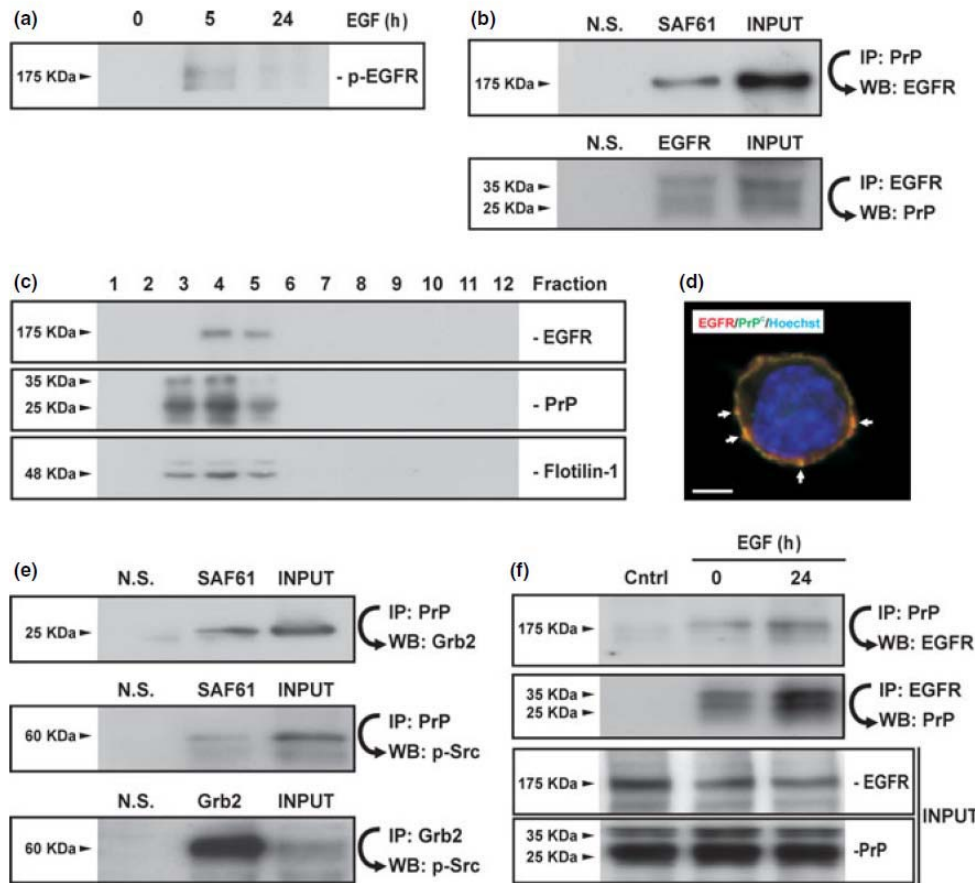 (a) 0 5 24 EGF (h)
175 KDa
- p-EGFR
(b) N.S. SAF61 INPUT
175 KDa
IP: PrP
WB: EGFR
N.S. EGFR INPUT
35 KDa
25 KDa
IP: EGFR
WB: PrP
(c) 1 2 3 4 5 6 7 8 9 10 11 12 Fraction
175 KDa
- EGFR
35 KDa
25 KDa
- PrP
48 KDa
- Flotilin-1
(d)
EGFR/PrPᶜ/Hoechst
(e)
N.S. SAF61 INPUT
25 KDa
IP: PrP
WB: Grb2
N.S. SAF61 INPUT
60 KDa
IP: PrP
WB: p-Src
N.S. Grb2 INPUT
60 KDa
IP: Grb2
WB: p-Src
(f) EGF (h)
Cntrl 0 24
175 KDa
IP: PrP
WB: EGFR
35 KDa
25 KDa
IP: EGFR
WB: PrP
175 KDa
- EGFR
35 KDa
25 KDa
-PrP
INPUT